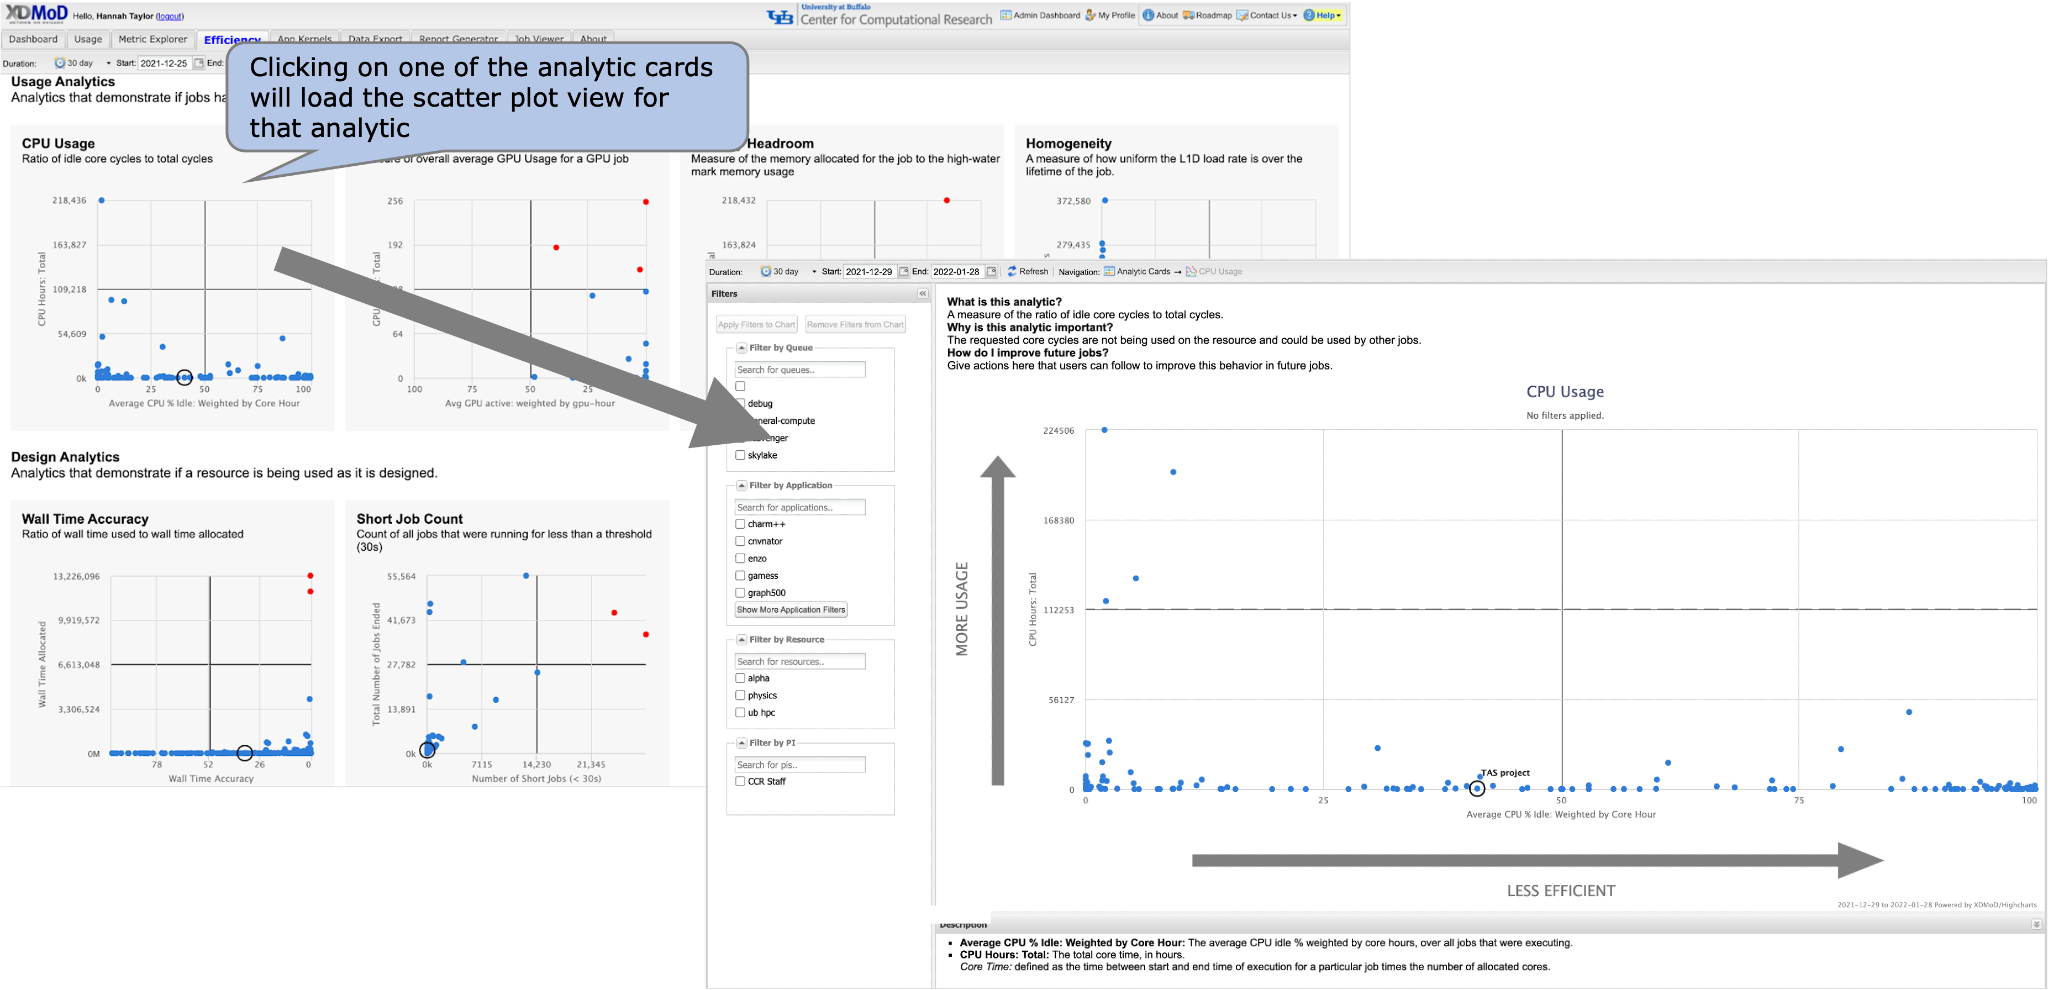 XDMoD Hello, Hannah Taylor (logout)
University at Buffalo
UB Center for Computational Research
Admin Dashboard My Profile About Roadmap Contact Us Help
Dashboard Usage Metric Explorer Efficiency App Kernels Data Export Report Generator Job Viewer About
Duration: 30 day Start: 2021-12-25 End:
Clicking on one of the analytic cards
will load the scatter plot view for
that analytic
Usage Analytics
Analytics that demonstrate if jobs
CPU Usage
Ratio of idle core cycles to total cycles
218,436
163,827
109,218
54,609
0k
0 25 50 75 100
CPU Hours: Total
Average CPU % Idle: Weighted by Core Hour
of overall average GPU Usage for a GPU job
256
192
64
0
100 75 50
Avg GPU active: weighted by gpu-hour
Headroom
Measure of the memory allocated for the job to the high-water
mark memory usage
218,432
163,824
Homogeneity
A measure of how uniform the L1D load rate is over the
lifetime of the job.
372,580
279,435
Design Analytics
Analytics that demonstrate if a resource is being used as it is designed.
Wall Time Accuracy
Ratio of wall time used to wall time allocated
13,226,096
9,919,572
6,613,048
3,306,524
0M
78 52 26 0
Wall Time Allocated
Wall Time Accuracy
Short Job Count
Count of all jobs that were running for less than a threshold
(30s)
55,564
41,673
27,782
13,891
0k
0k 7115 14,230 21,345
Total Number of Jobs Ended
Number of Short Jobs (< 30s)
Duration: 30 day Start: 2021-12-29 End: 2022-01-28 Refresh Navigation: Analytic Cards → CPU Usage
Filters
Apply Filters to Chart Remove Filters from Chart
Filter by Queue
Search for queues..
debug
neral-compute
enger
skylake
Filter by Application
Search for applications..
charm++
cnvnator
enzo
gamess
graph500
Show More Application Filters
Filter by Resource
Search for resources..
alpha
physics
ub hpc
Filter by PI
Search for pis..
CCR Staff
What is this analytic?
A measure of the ratio of idle core cycles to total cycles.
Why is this analytic important?
The requested core cycles are not being used on the resource and could be used by other jobs.
How do I improve future jobs?
Give actions here that users can follow to improve this behavior in future jobs.
CPU Usage
No filters applied.
224506
168380
112253
56127
0
0 25 50 75 100
MORE USAGE
CPU Hours: Total
TAS project
Average CPU % Idle: Weighted by Core Hour
LESS EFFICIENT
2021-12-29 to 2022-01-28 Powered by XDMoD/Highcharts
Description
Average CPU % Idle: Weighted by Core Hour: The average CPU idle % weighted by core hours, over all jobs that were executing.
CPU Hours: Total: The total core time, in hours.
Core Time: defined as the time between start and end time of execution for a particular job times the number of allocated cores.